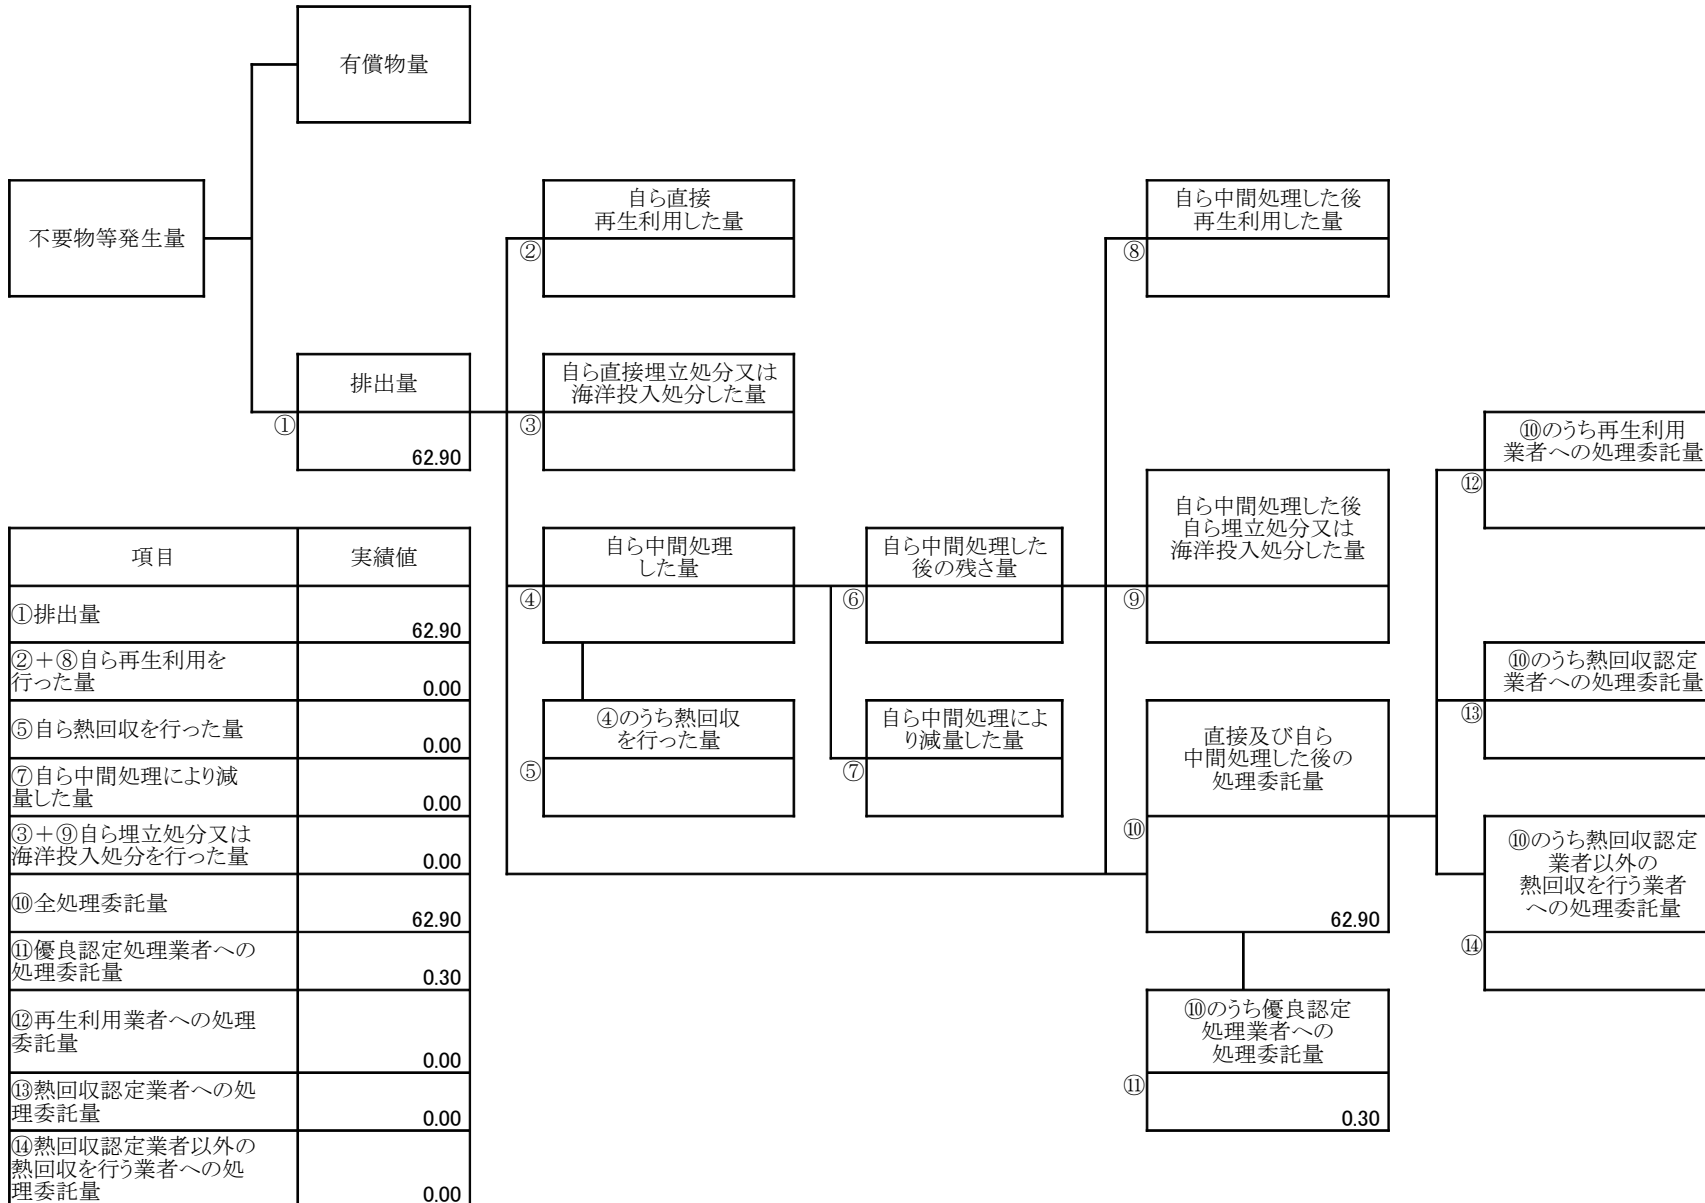 有償物量
不要物等発生量
自ら直接
再生利用した量
②
自ら中間処理した後
再生利用した量
⑧
排出量
①
62.90
自ら直接埋立処分又は
海洋投入処分した量
③
⑩のうち再生利用
業者への処理委託量
⑫
自ら中間処理
した量
④
自ら中間処理した
後の残さ量
⑥
自ら中間処理した後
自ら埋立処分又は
海洋投入処分した量
⑨
⑩のうち熱回収認定
業者への処理委託量
⑬
④のうち熱回収
を行った量
⑤
自ら中間処理によ
り減量した量
⑦
直接及び自ら
中間処理した後の
処理委託量
⑩
62.90
⑩のうち熱回収認定
業者以外の
熱回収を行う業者
への処理委託量
⑭
⑩のうち優良認定
処理業者への
処理委託量
⑪
0.30
項目
実績値
①排出量
62.90
②+⑧自ら再生利用を
行った量
0.00
⑤自ら熱回収を行った量
0.00
⑦自ら中間処理により減
量した量
0.00
③+⑨自ら埋立処分又は
海洋投入処分を行った量
0.00
⑩全処理委託量
62.90
⑪優良認定処理業者への
処理委託量
0.30
⑫再生利用業者への処理
委託量
0.00
⑬熱回収認定業者への処
理委託量
0.00
⑭熱回収認定業者以外の
熱回収を行う業者への処
理委託量
0.00